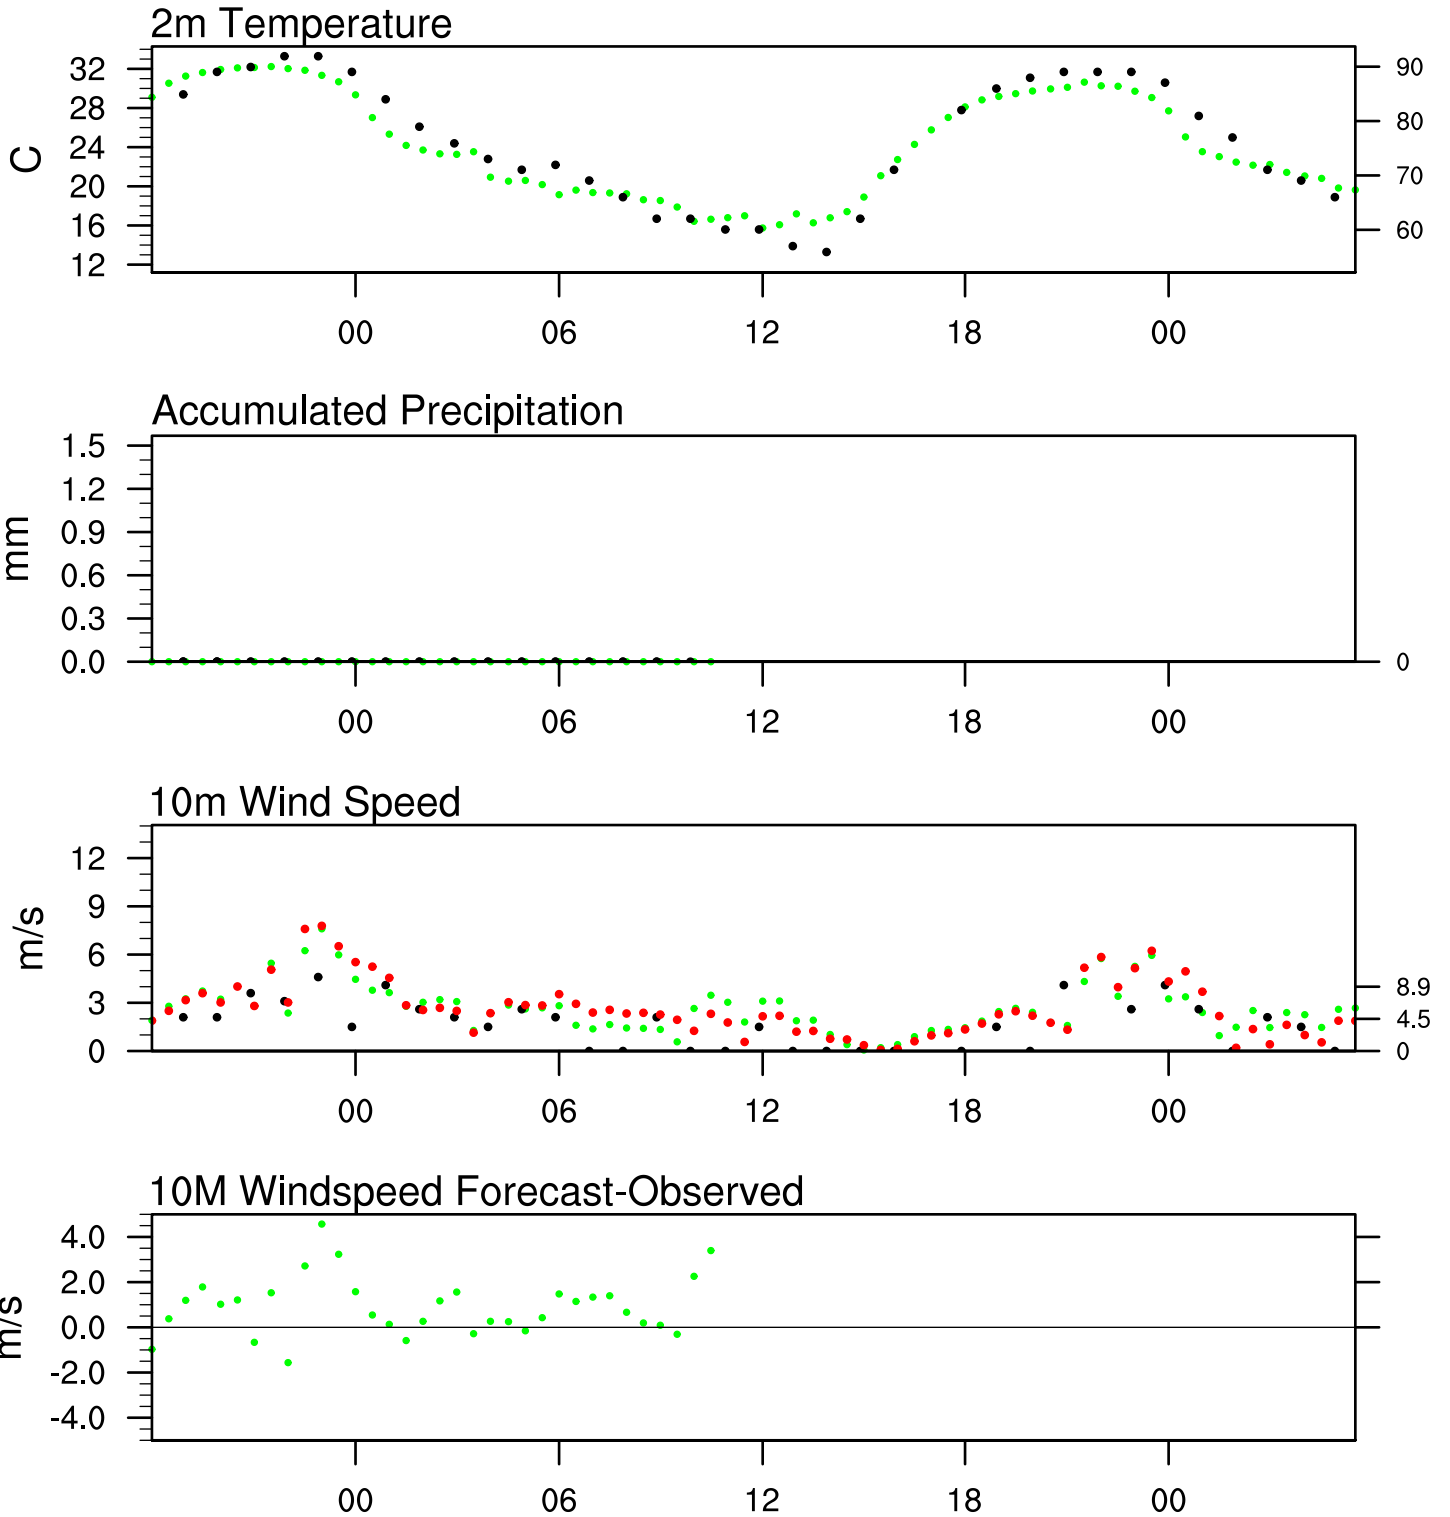 2m Temperature
32
28
24
20
16
12
C
90
80
70
60
00 06 12 18 00
Accumulated Precipitation
1.5
1.2
0.9
0.6
0.3
0.0
mm
0
00 06 12 18 00
10m Wind Speed
12
9
6
3
0
m/s
8.9
4.5
0
00 06 12 18 00
10M Windspeed Forecast-Observed
4.0
2.0
0.0
-2.0
-4.0
m/s
00 06 12 18 00